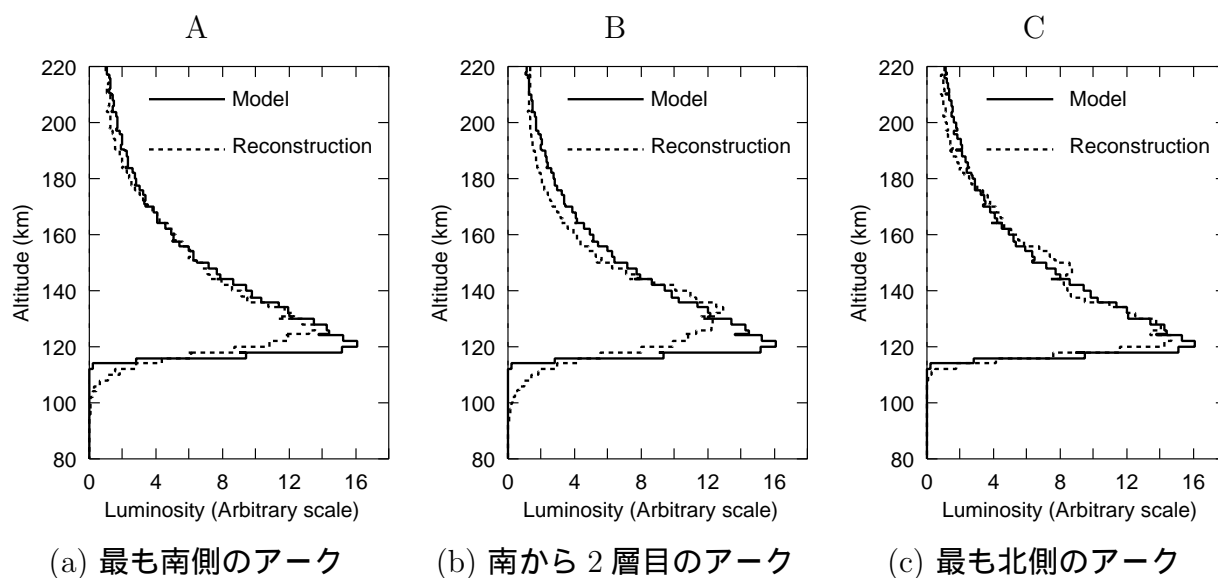 A
220
200
180
160
140
120
100
80
Altitude (km)
Model
Reconstruction
0 4 8 12 16
Luminosity (Arbitrary scale)
(a) 最も南側のアーク
B
220
200
180
160
140
120
100
80
Altitude (km)
Model
Reconstruction
0 4 8 12 16
Luminosity (Arbitrary scale)
(b) 南から 2 層目のアーク
C
220
200
180
160
140
120
100
80
Altitude (km)
Model
Reconstruction
0 4 8 12 16
Luminosity (Arbitrary scale)
(c) 最も北側のアーク